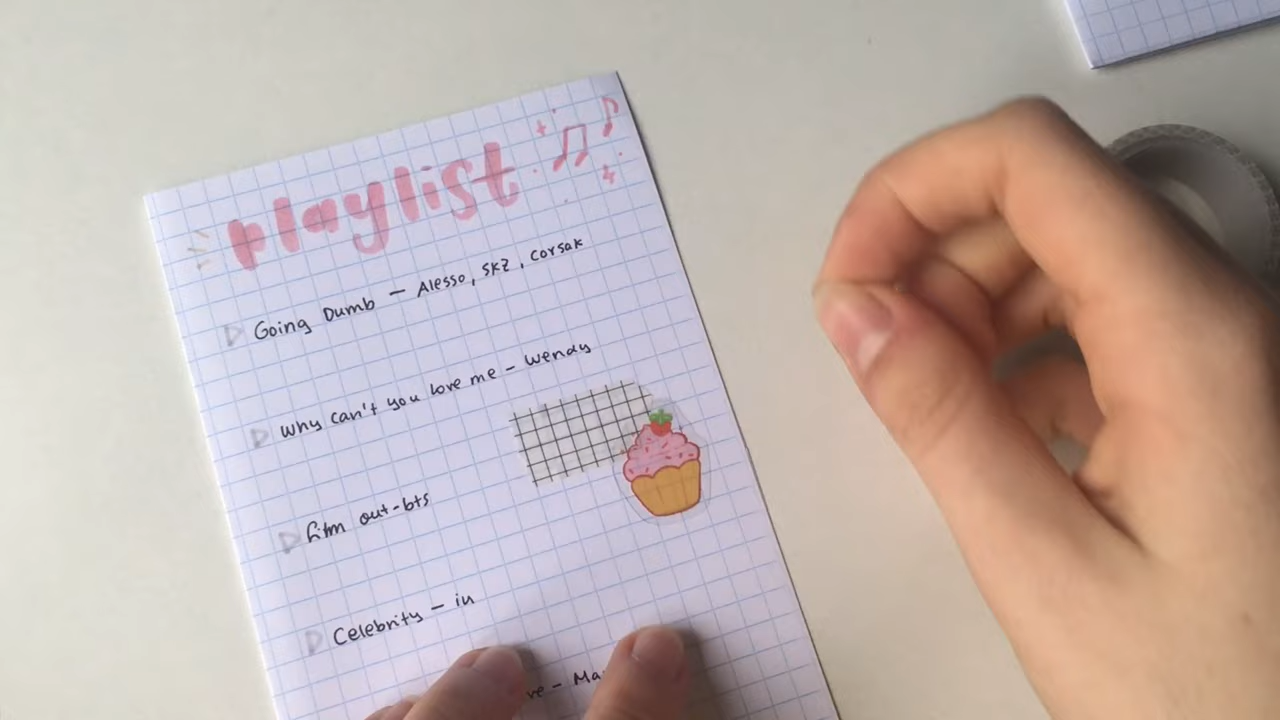 playlist
Going Dumb - Alesso, SKZ, Corsak
Why can't you love me - Wendy
film out - bts
Celebrity - iu